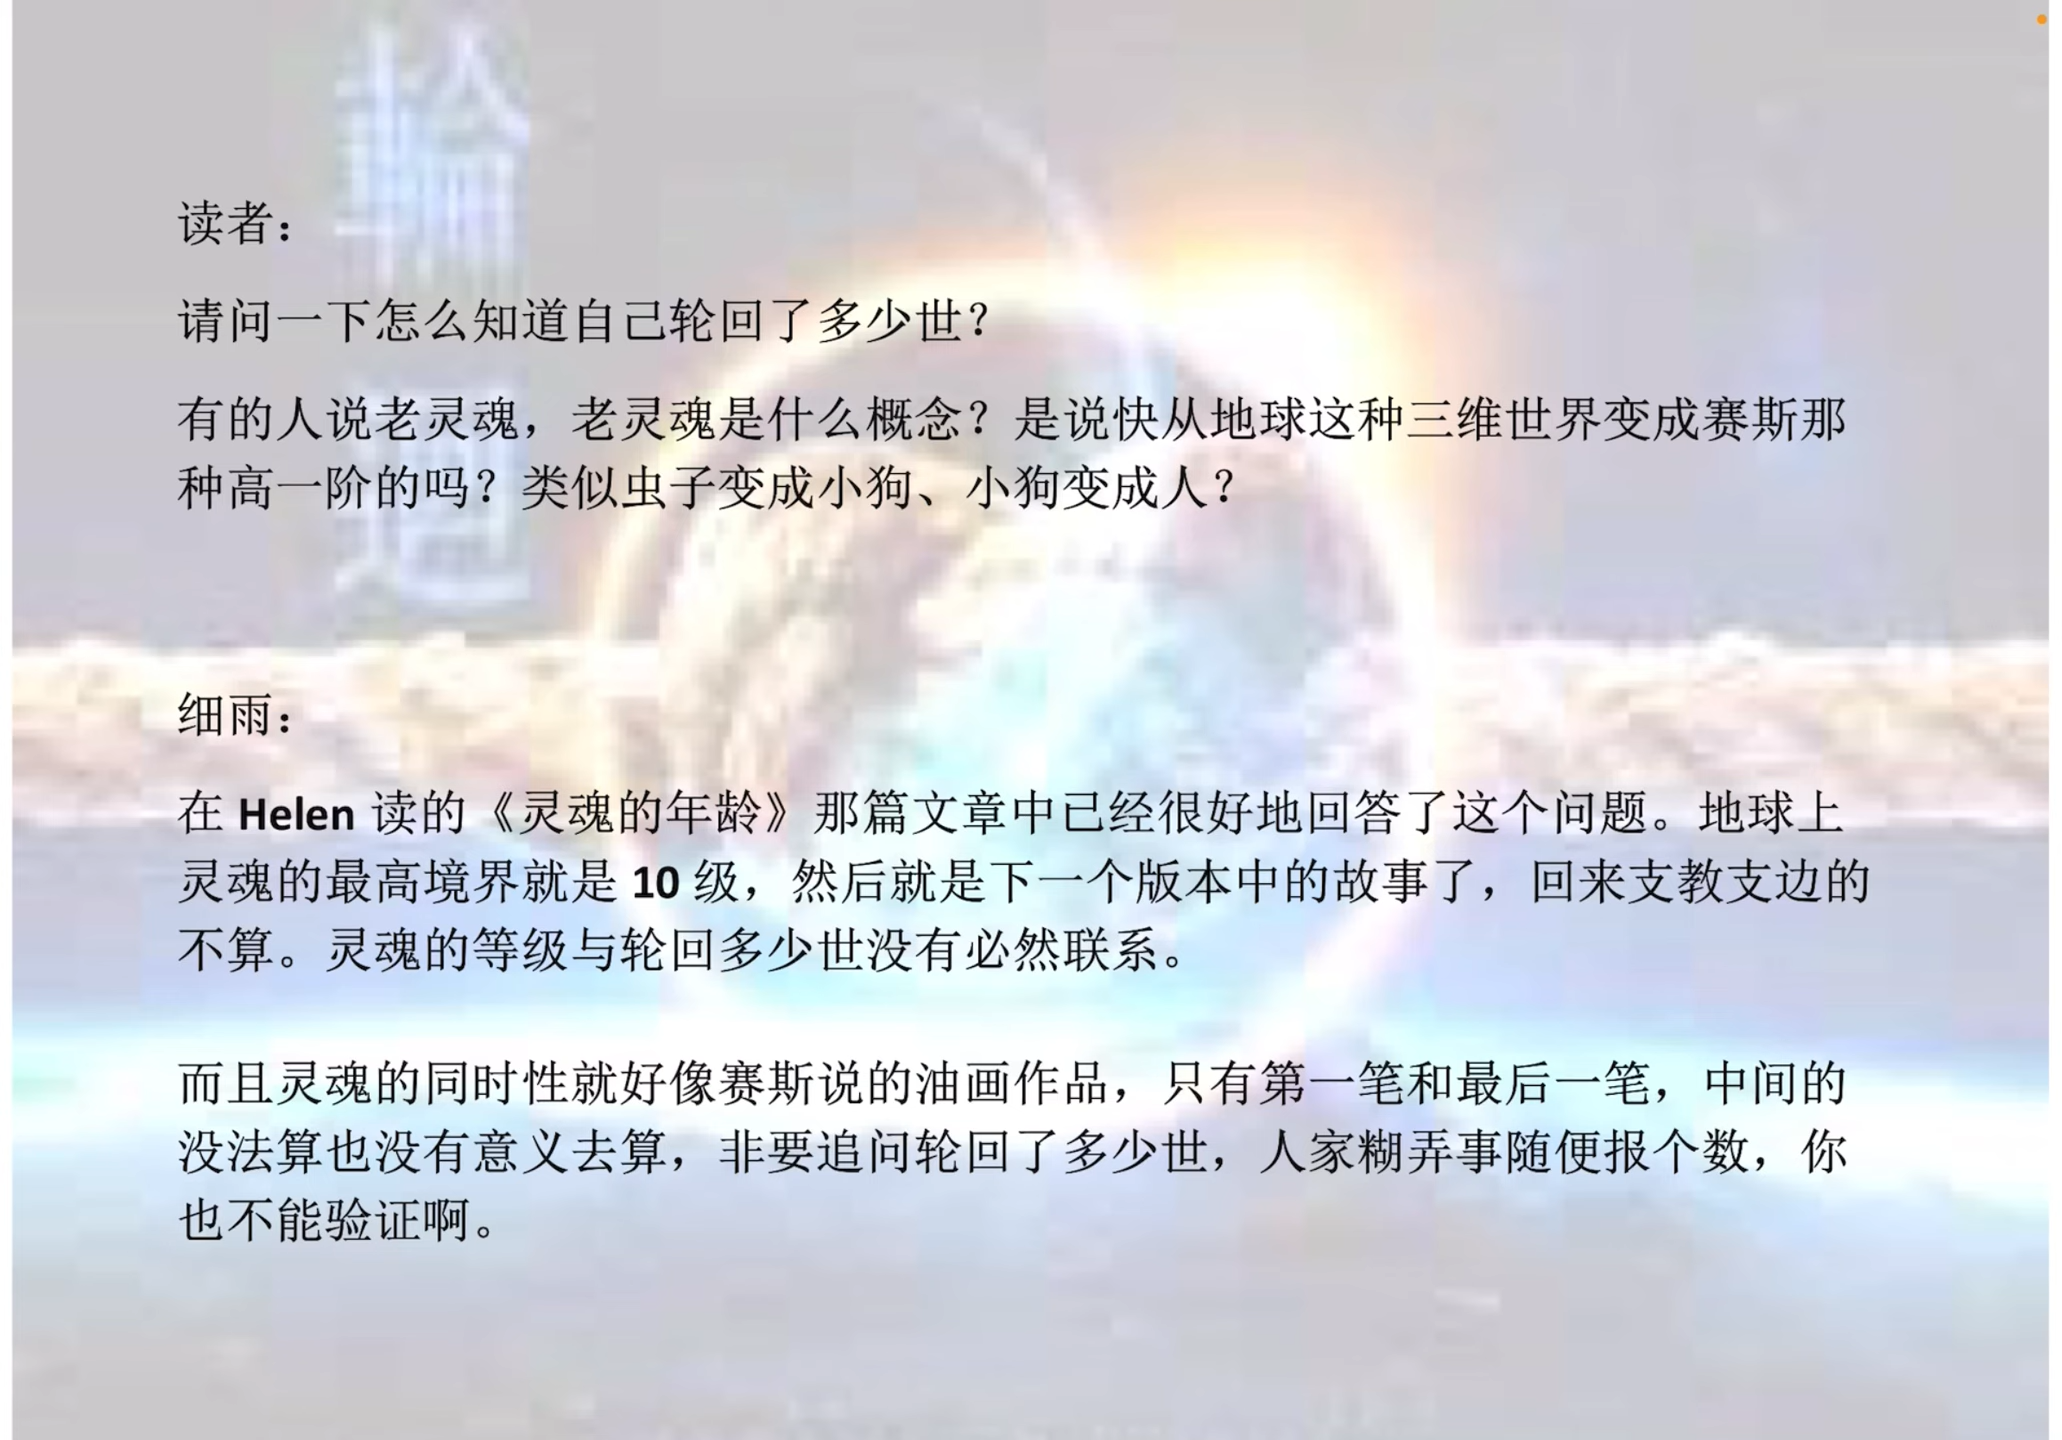 輪
迴
读者：
请问一下怎么知道自己轮回了多少世？
有的人说老灵魂，老灵魂是什么概念？是说快从地球这种三维世界变成赛斯那
种高一阶的吗？类似虫子变成小狗、小狗变成人？
细雨：
在 Helen 读的《灵魂的年龄》那篇文章中已经很好地回答了这个问题。地球上
灵魂的最高境界就是 10 级，然后就是下一个版本中的故事了，回来支教支边的
不算。灵魂的等级与轮回多少世没有必然联系。
而且灵魂的同时性就好像赛斯说的油画作品，只有第一笔和最后一笔，中间的
没法算也没有意义去算，非要追问轮回了多少世，人家糊弄事随便报个数，你
也不能验证啊。